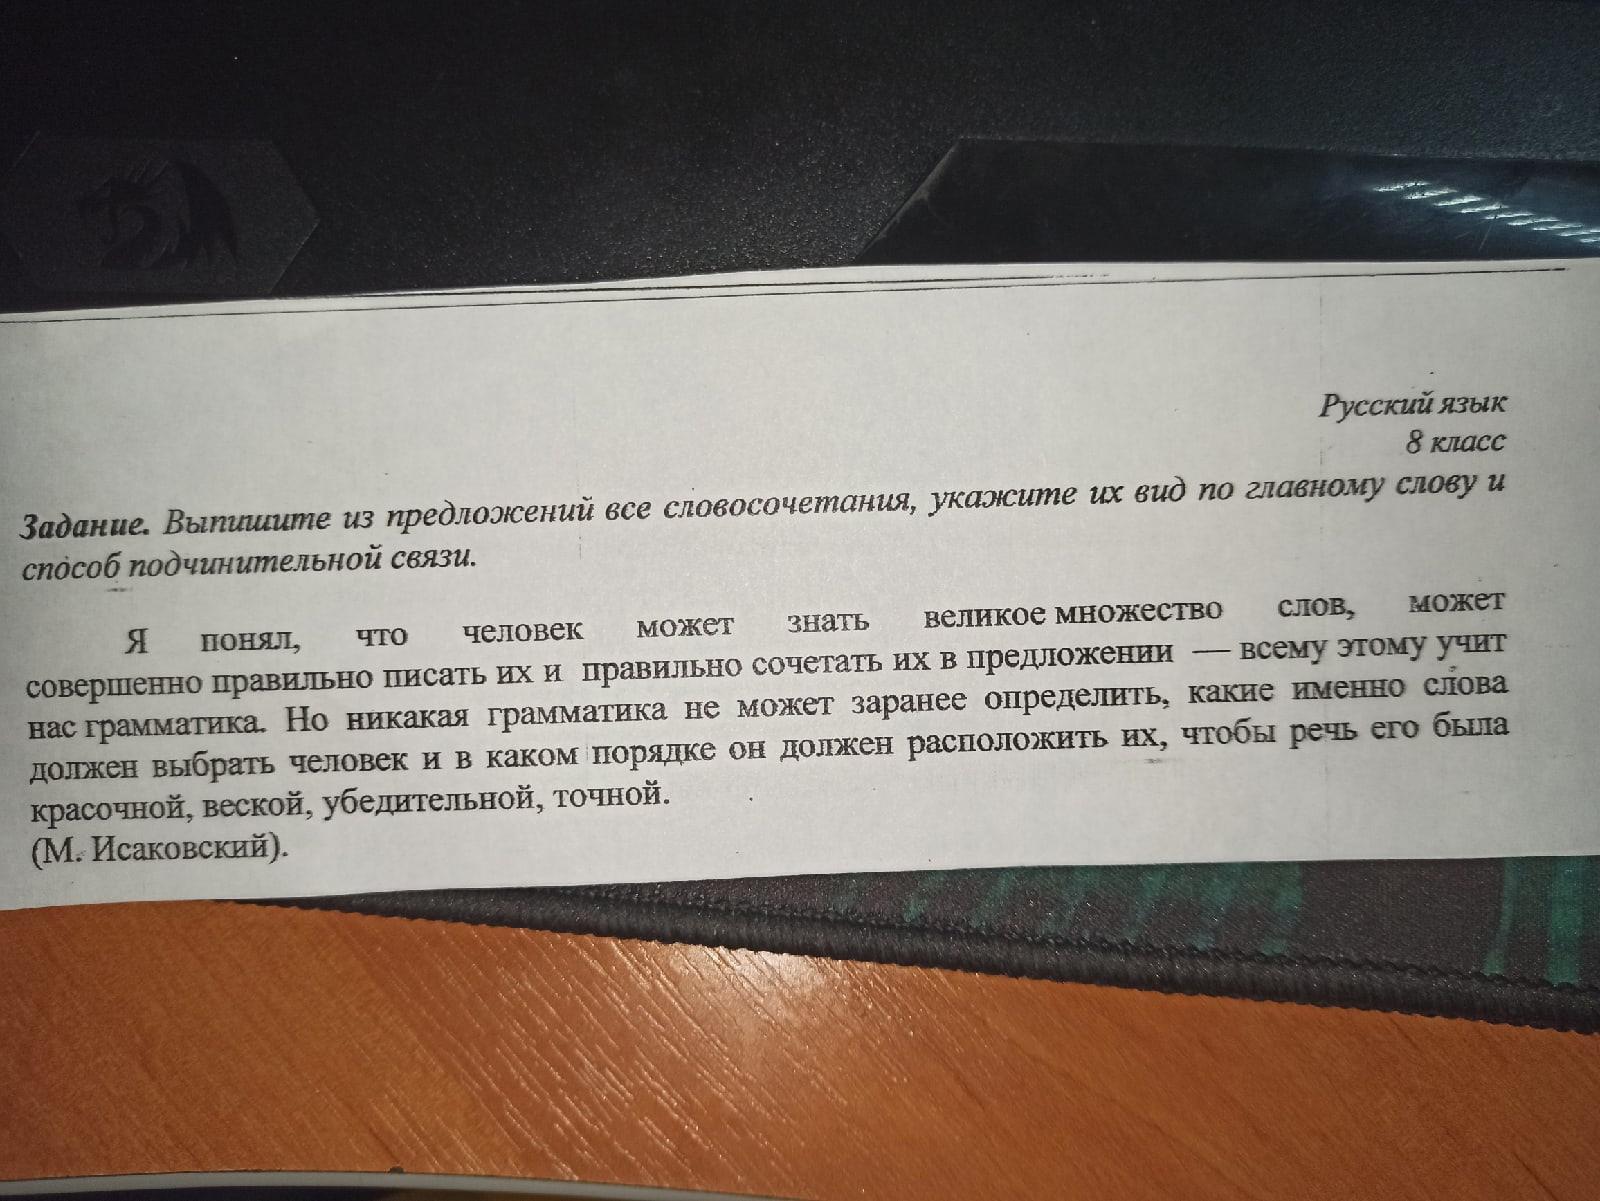 Русский язык
8 класс
Задание. Выпишите из предложений все словосочетания, укажите их вид по главному слову и
способ подчинительной связи.
Я понял, что человек может знать великое множество слов, может
совершенно правильно писать их и правильно сочетать их в предложении — всему этому учит
нас грамматика. Но никакая грамматика не может заранее определить, какие именно слова
должен выбрать человек и в каком порядке он должен расположить их, чтобы речь его была
красочной, веской, убедительной, точной.
(М. Исаковский).